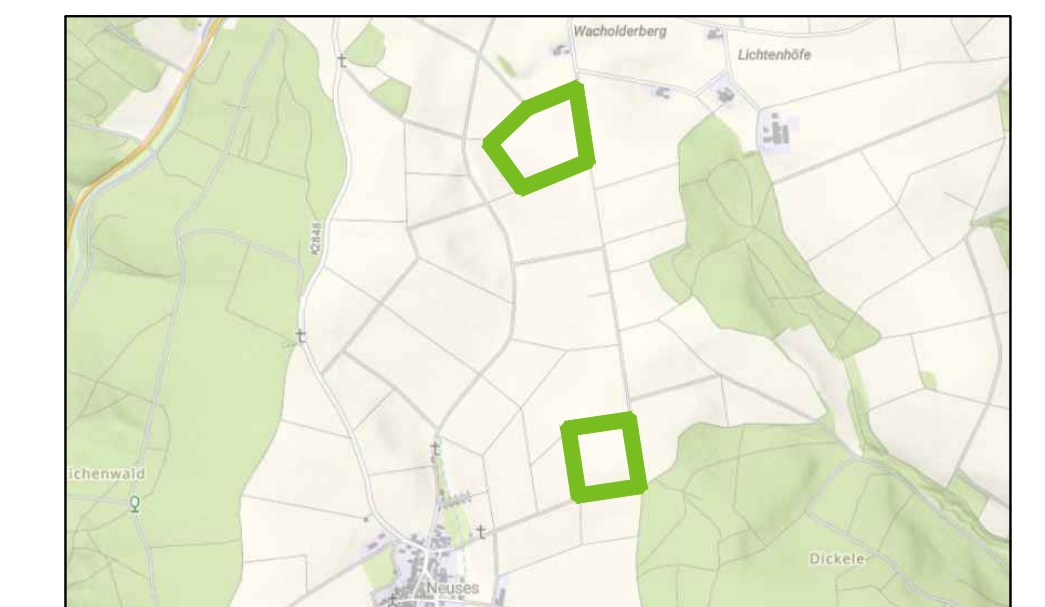 Wacholderberg
Lichtenhöfe
K2848
ichenwald
Dickele-
Neuses